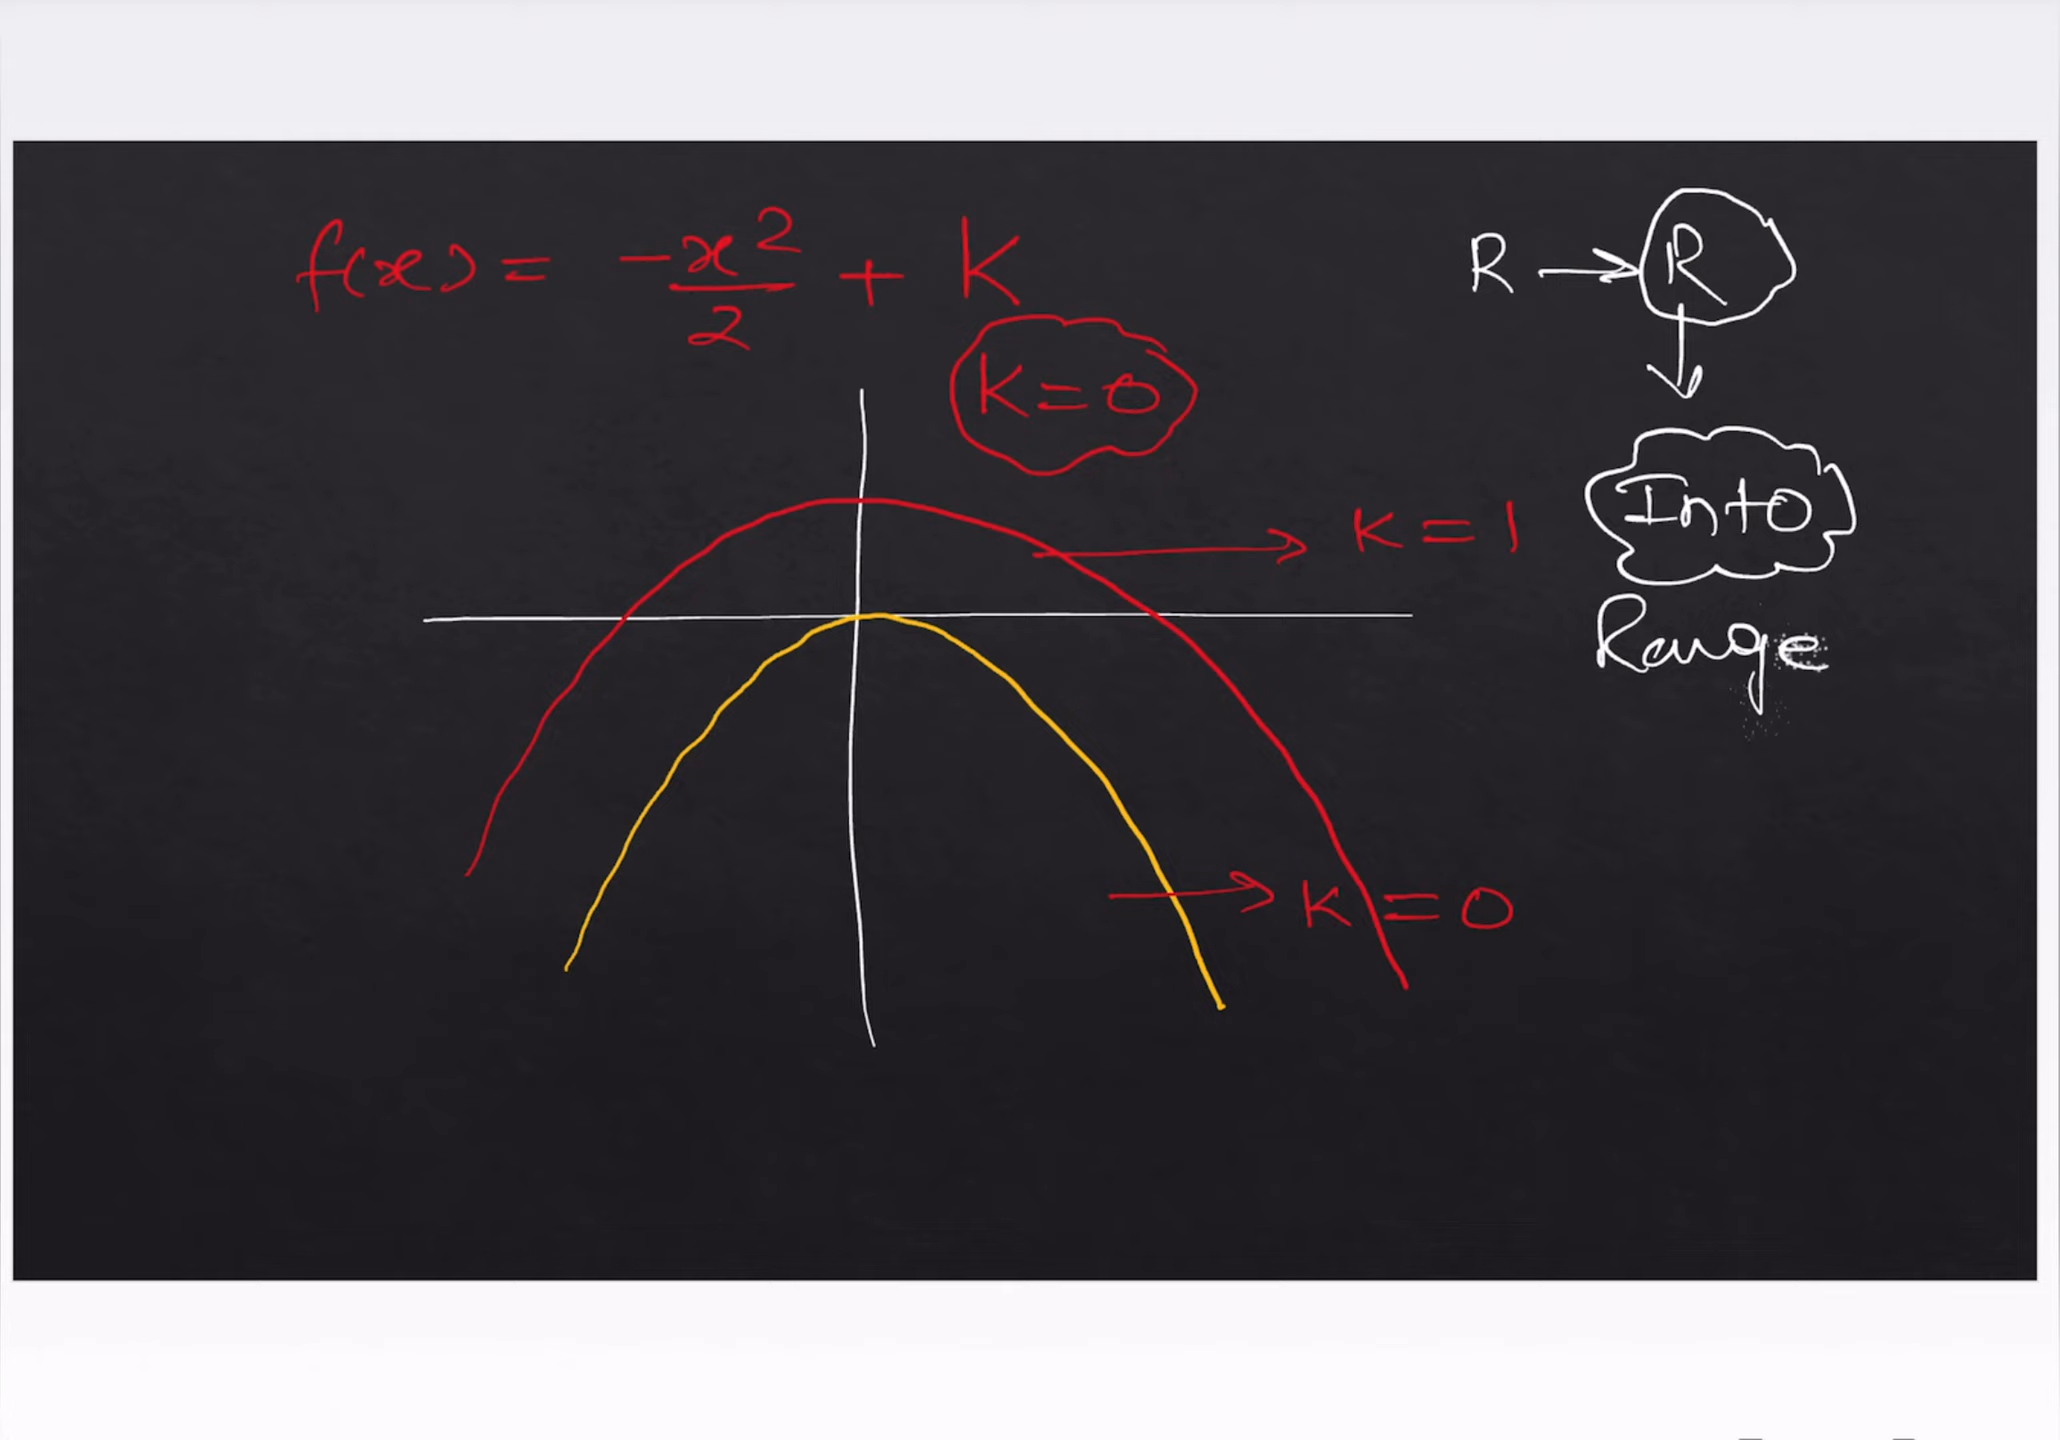 f(x) = -x²/2 + K
R → R
K = 0
K = 1
Into
Range
K = 0